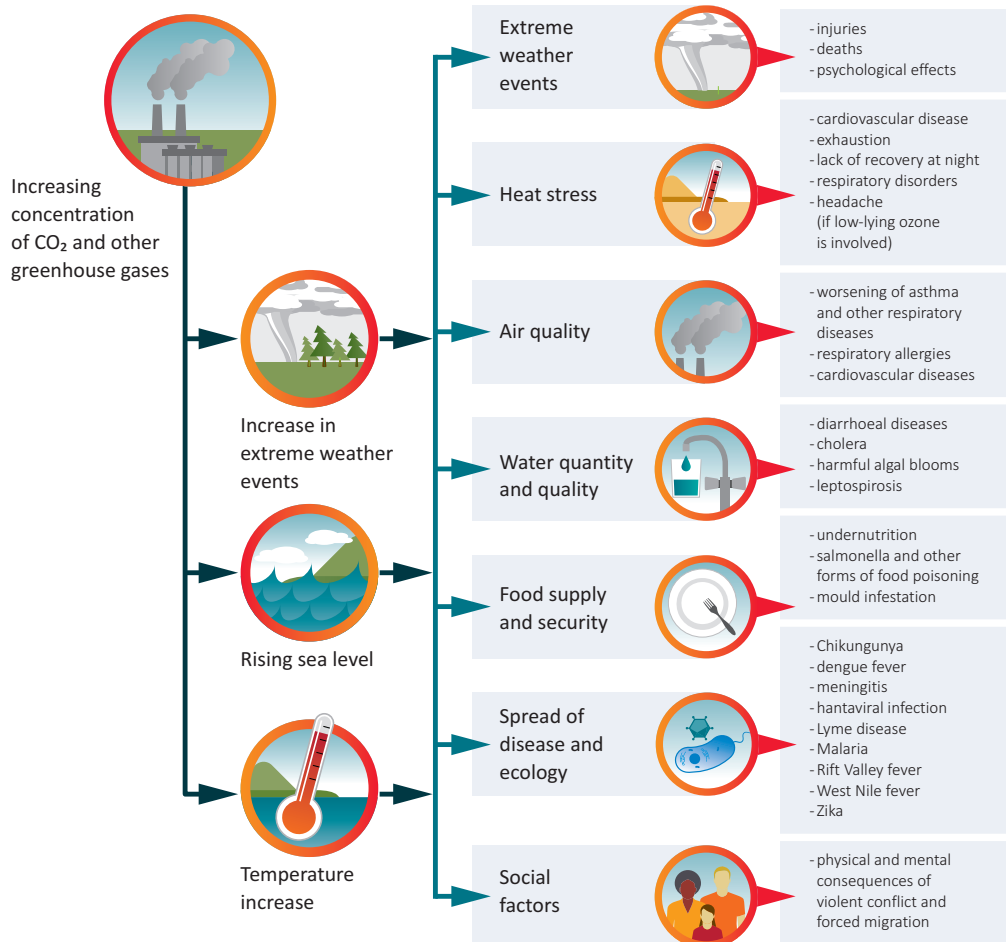 Increasing
concentration
of CO₂ and other
greenhouse gases
Increase in
extreme weather
events
Rising sea level
Temperature
increase
Extreme
weather
events
- injuries
- deaths
- psychological effects
Heat stress
- cardiovascular disease
- exhaustion
- lack of recovery at night
- respiratory disorders
- headache
(if low-lying ozone
is involved)
Air quality
- worsening of asthma
and other respiratory
diseases
- respiratory allergies
- cardiovascular diseases
Water quantity
and quality
- diarrhoeal diseases
- cholera
- harmful algal blooms
- leptospirosis
Food supply
and security
- undernutrition
- salmonella and other
forms of food poisoning
- mould infestation
Spread of
disease and
ecology
- Chikungunya
- dengue fever
- meningitis
- hantaviral infection
- Lyme disease
- Malaria
- Rift Valley fever
- West Nile fever
- Zika
Social
factors
- physical and mental
consequences of
violent conflict and
forced migration